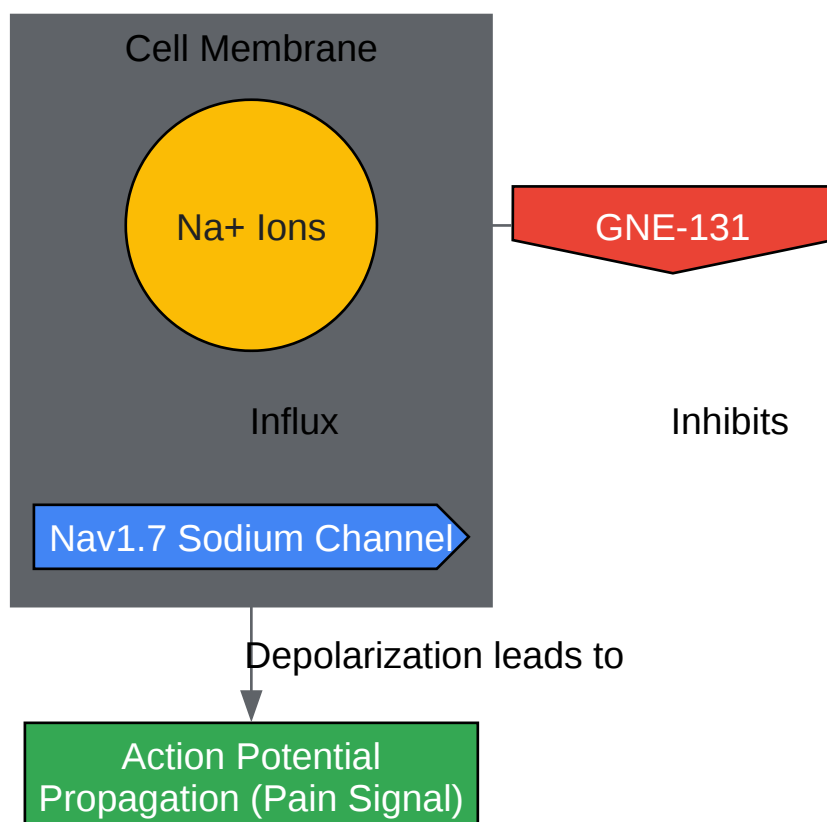 Cell Membrane
Na+ Ions
GNE-131
Influx
Inhibits
Nav1.7 Sodium Channel
Depolarization leads to
Action Potential
Propagation (Pain Signal)